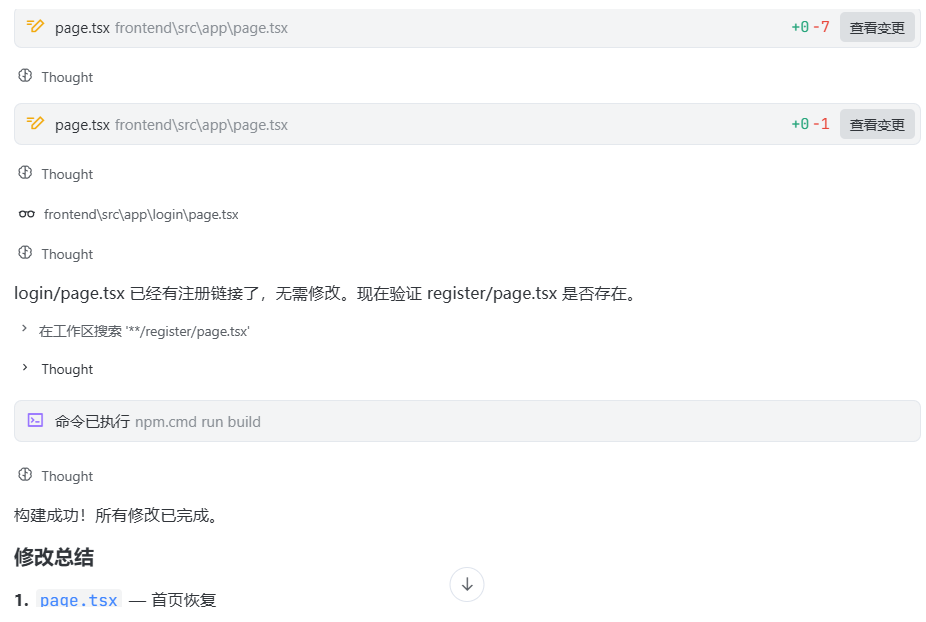 page.tsx frontend\src\app\page.tsx +0 -7 查看变更
Thought
page.tsx frontend\src\app\page.tsx +0 -1 查看变更
Thought
frontend\src\app\login\page.tsx
Thought
login/page.tsx 已经有注册链接了，无需修改。现在验证 register/page.tsx 是否存在。
在工作区搜索 '**/register/page.tsx'
Thought
命令已执行 npm.cmd run build
Thought
构建成功！所有修改已完成。
修改总结
1. page.tsx — 首页恢复